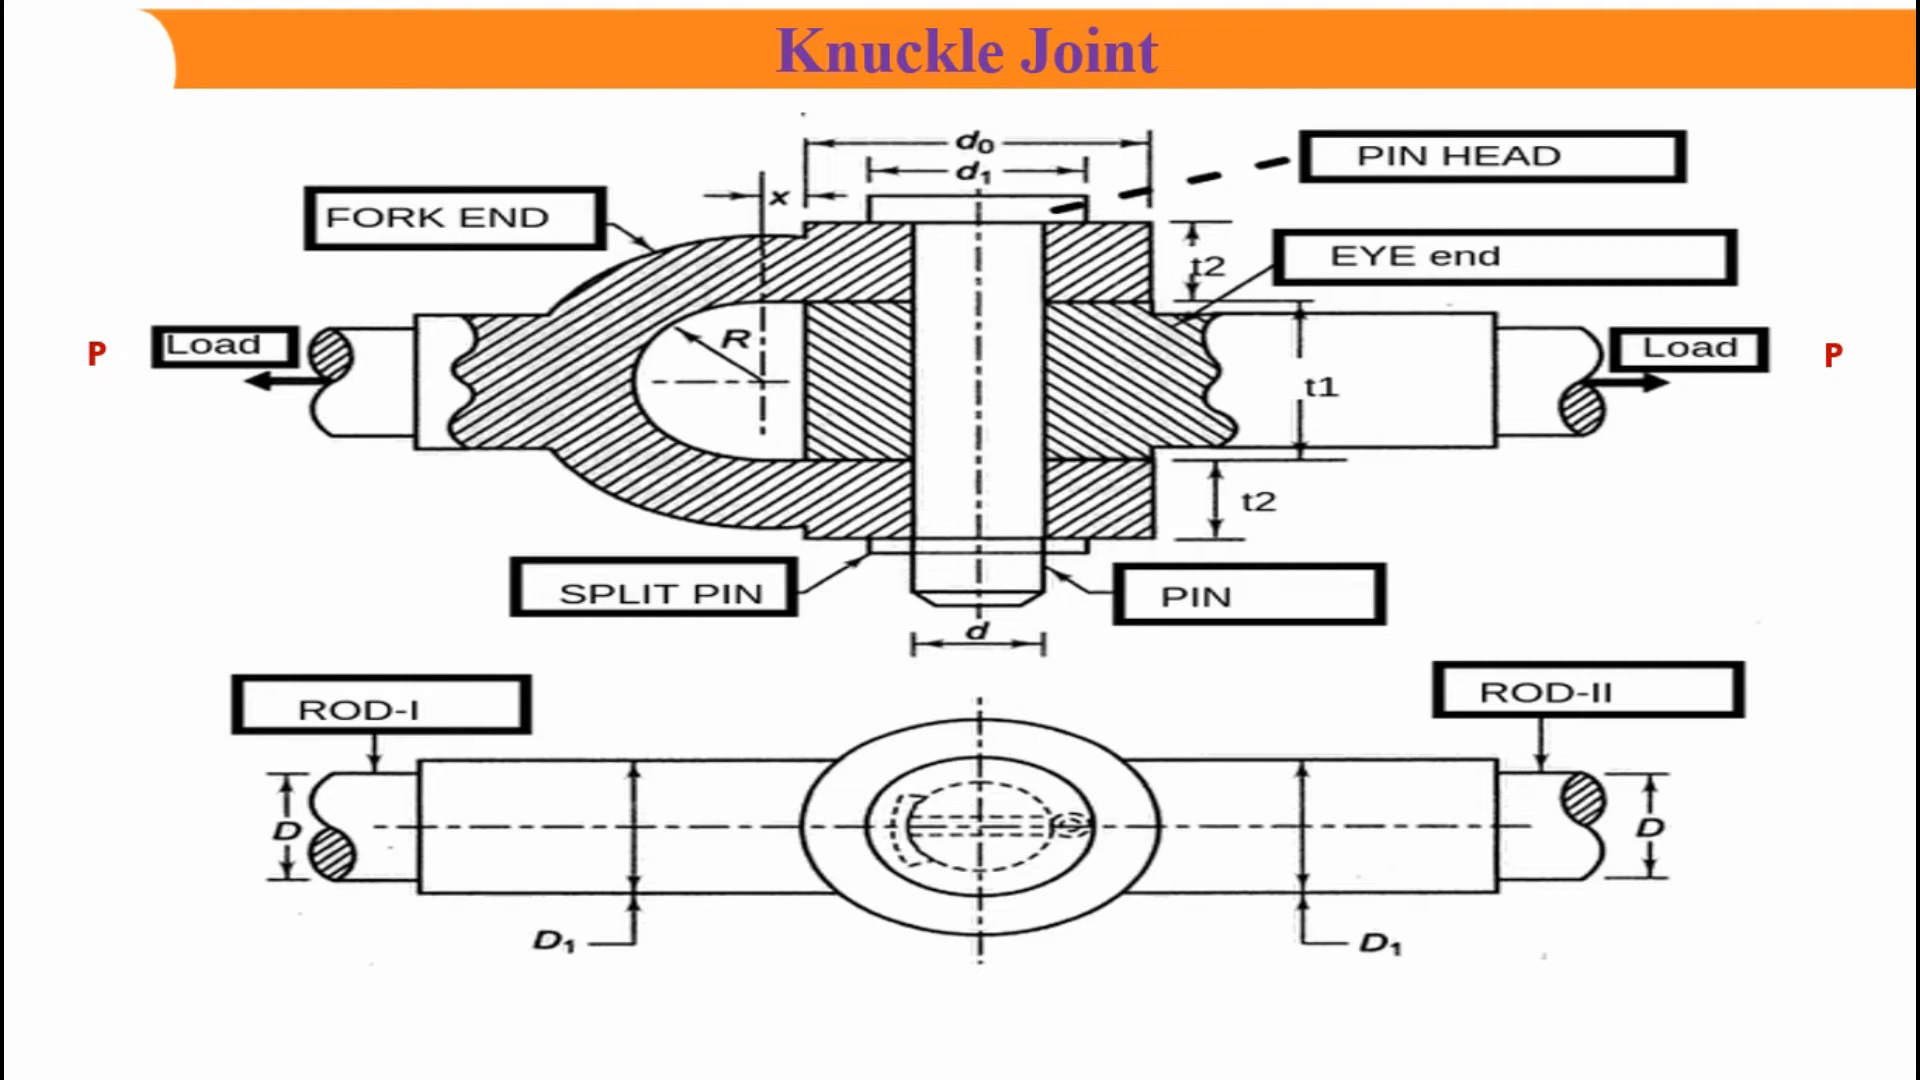 Knuckle Joint
d₀
PIN HEAD
d₁
x
FORK END
t2
EYE end
P
Load
R
Load
P
t1
t2
SPLIT PIN
PIN
d
ROD-I
ROD-II
D
D
D₁
D₁